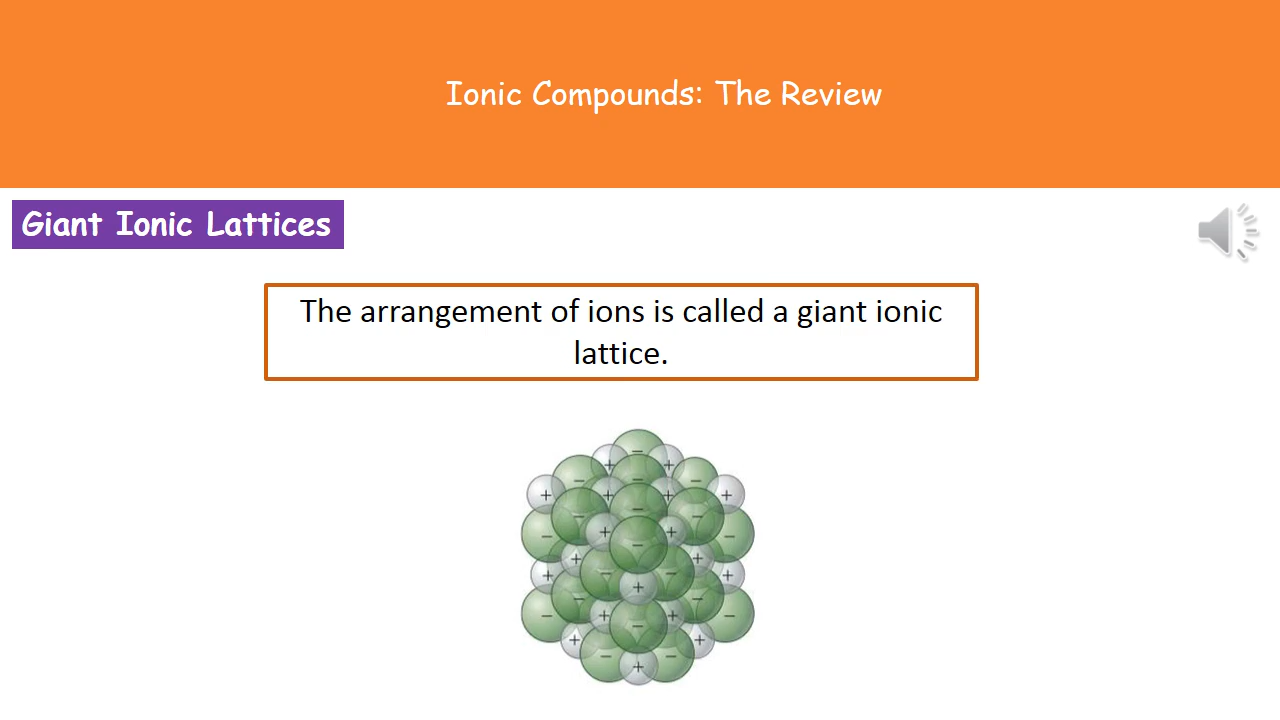 Ionic Compounds: The Review
Giant Ionic Lattices
The arrangement of ions is called a giant ionic
lattice.